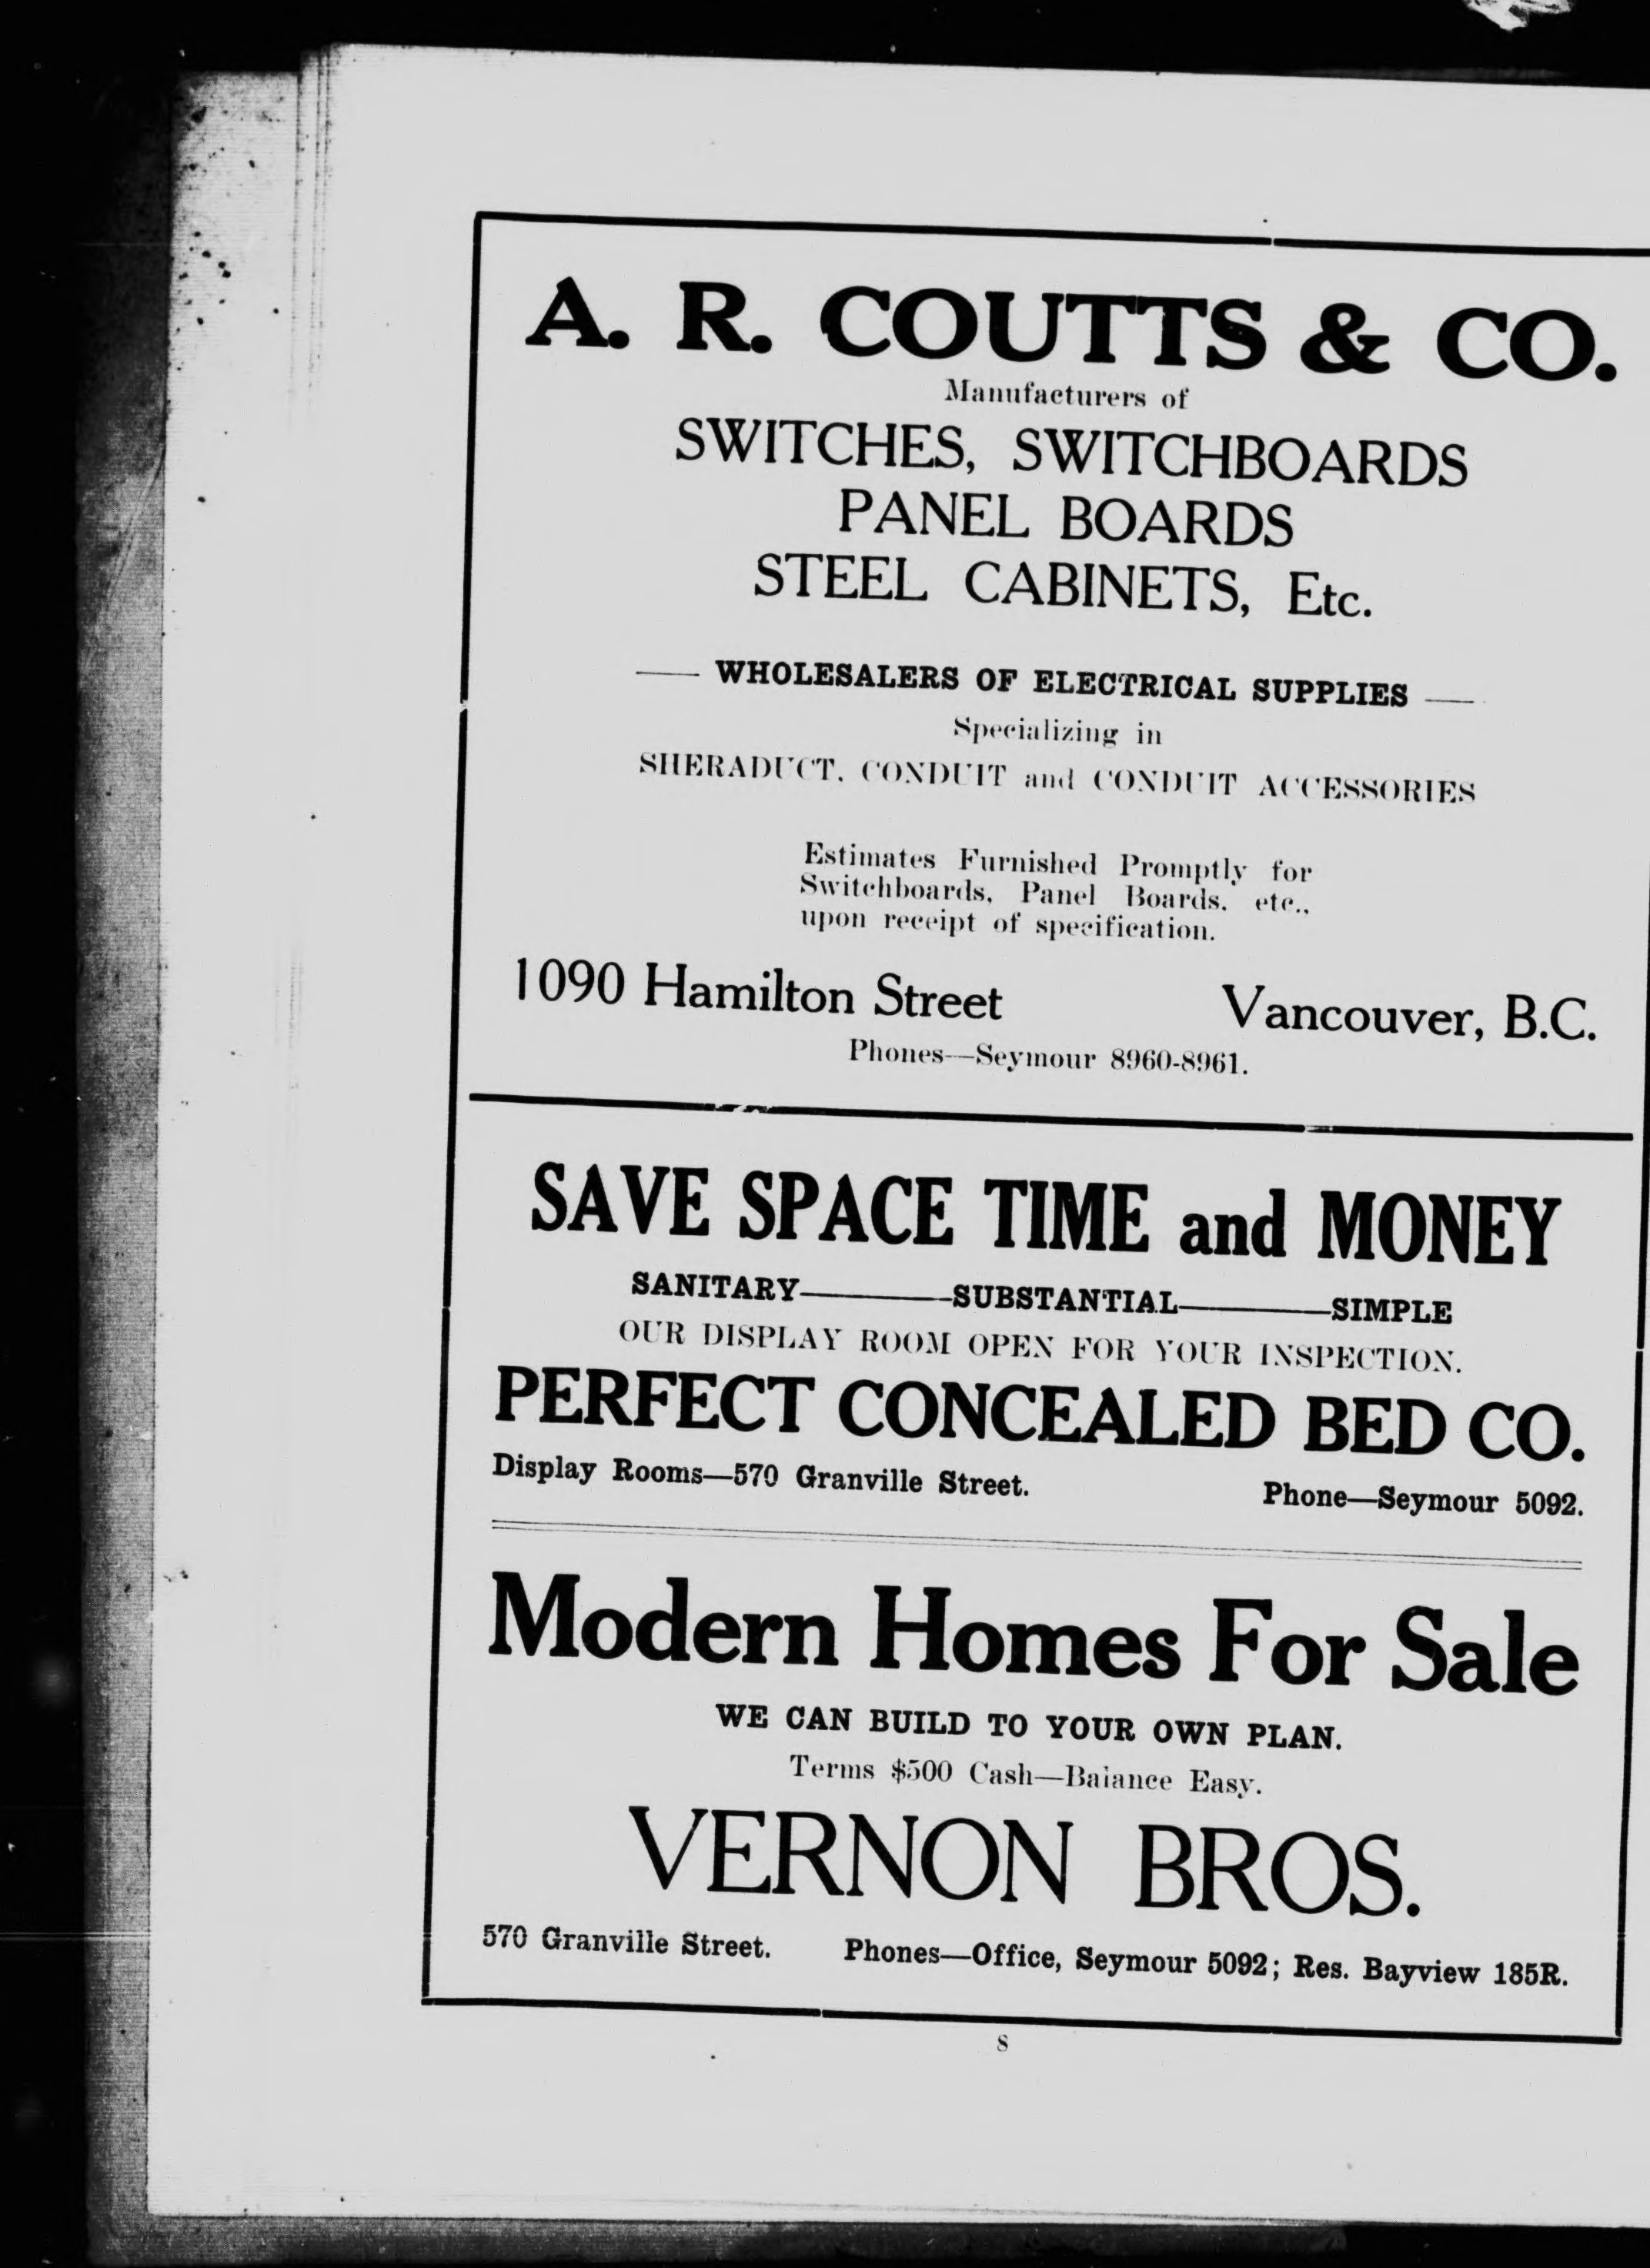 A. R. COUTTS & CO.
Manufacturers of
SWITCHES, SWITCHBOARDS
PANEL BOARDS
STEEL CABINETS, Etc.
— WHOLESALERS OF ELECTRICAL SUPPLIES —
Specializing in
SHERADUCT, CONDUIT and CONDUIT ACCESSORIES
Estimates Furnished Promptly for
Switchboards, Panel Boards, etc.,
upon receipt of specification.
1090 Hamilton Street Vancouver, B.C.
Phones—Seymour 8960-8961.
SAVE SPACE TIME and MONEY
SANITARY———SUBSTANTIAL———SIMPLE
OUR DISPLAY ROOM OPEN FOR YOUR INSPECTION.
PERFECT CONCEALED BED CO.
Display Rooms—570 Granville Street. Phone—Seymour 5092.
Modern Homes For Sale
WE CAN BUILD TO YOUR OWN PLAN.
Terms $500 Cash—Balance Easy.
VERNON BROS.
570 Granville Street. Phones—Office, Seymour 5092; Res. Bayview 185R.
8